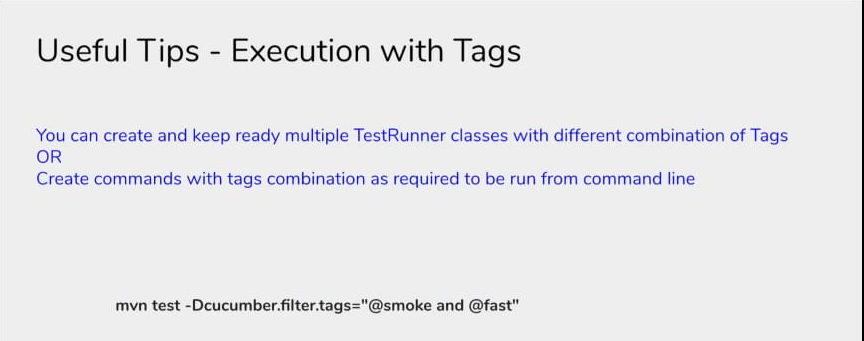 Useful Tips - Execution with Tags
You can create and keep ready multiple TestRunner classes with different combination of Tags
OR
Create commands with tags combination as required to be run from command line
mvn test -Dcucumber.filter.tags="@smoke and @fast"